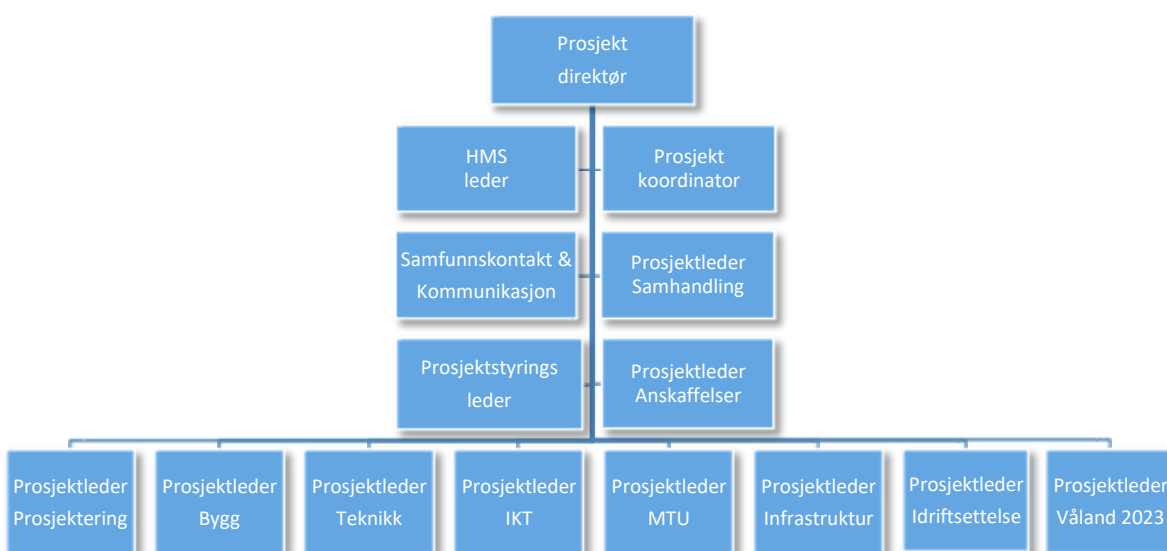 Prosjekt
direktør
HMS
leder
Prosjekt
koordinator
Samfunnskontakt &
Kommunikasjon
Prosjektleder
Samhandling
Prosjektstyrings
leder
Prosjektleder
Anskaffelser
Prosjektleder
Prosjektering
Prosjektleder
Bygg
Prosjektleder
Teknikk
Prosjektleder
IKT
Prosjektleder
MTU
Prosjektleder
Infrastruktur
Prosjektleder
Idriftsettelse
Prosjektleder
Våland 2023